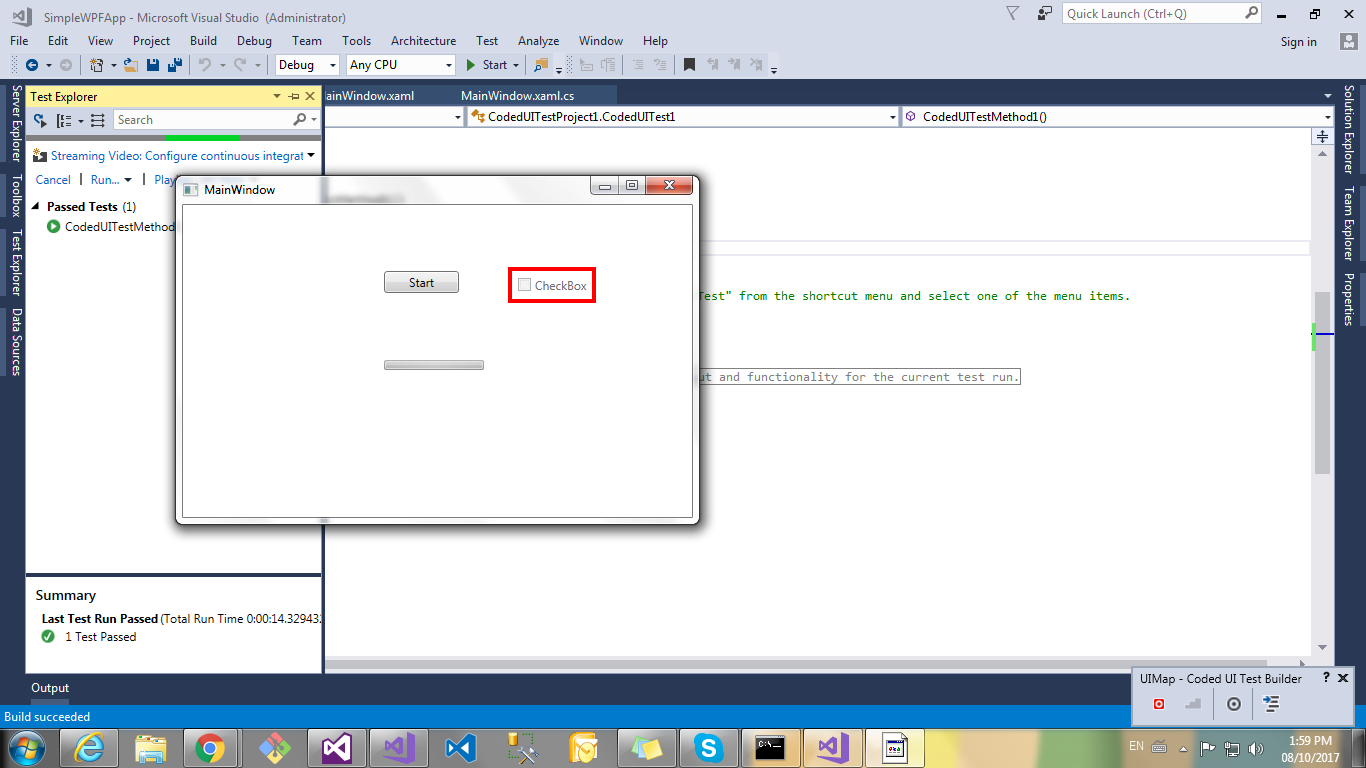 SimpleWPFApp - Microsoft Visual Studio (Administrator)
Quick Launch (Ctrl+Q)
File Edit View Project Build Debug Team Tools Architecture Test Analyze Window Help
Sign in
Debug Any CPU Start
Server Explorer
Toolbox
Test Explorer
Data Sources
Test Explorer
Search
Streaming Video: Configure continuous integrat
Cancel Run... Play
Passed Tests (1)
CodedUITestMethod
ainWindow.xaml MainWindow.xaml.cs
CodedUITestProject1.CodedUITest1 CodedUITestMethod1()
MainWindow
Start
CheckBox
Test" from the shortcut menu and select one of the menu items.
ut and functionality for the current test run.
Solution Explorer
Team Explorer
Properties
Summary
Last Test Run Passed (Total Run Time 0:00:14.329432
1 Test Passed
Output
Build succeeded
UIMap - Coded UI Test Builder ?
EN
1:59 PM
08/10/2017